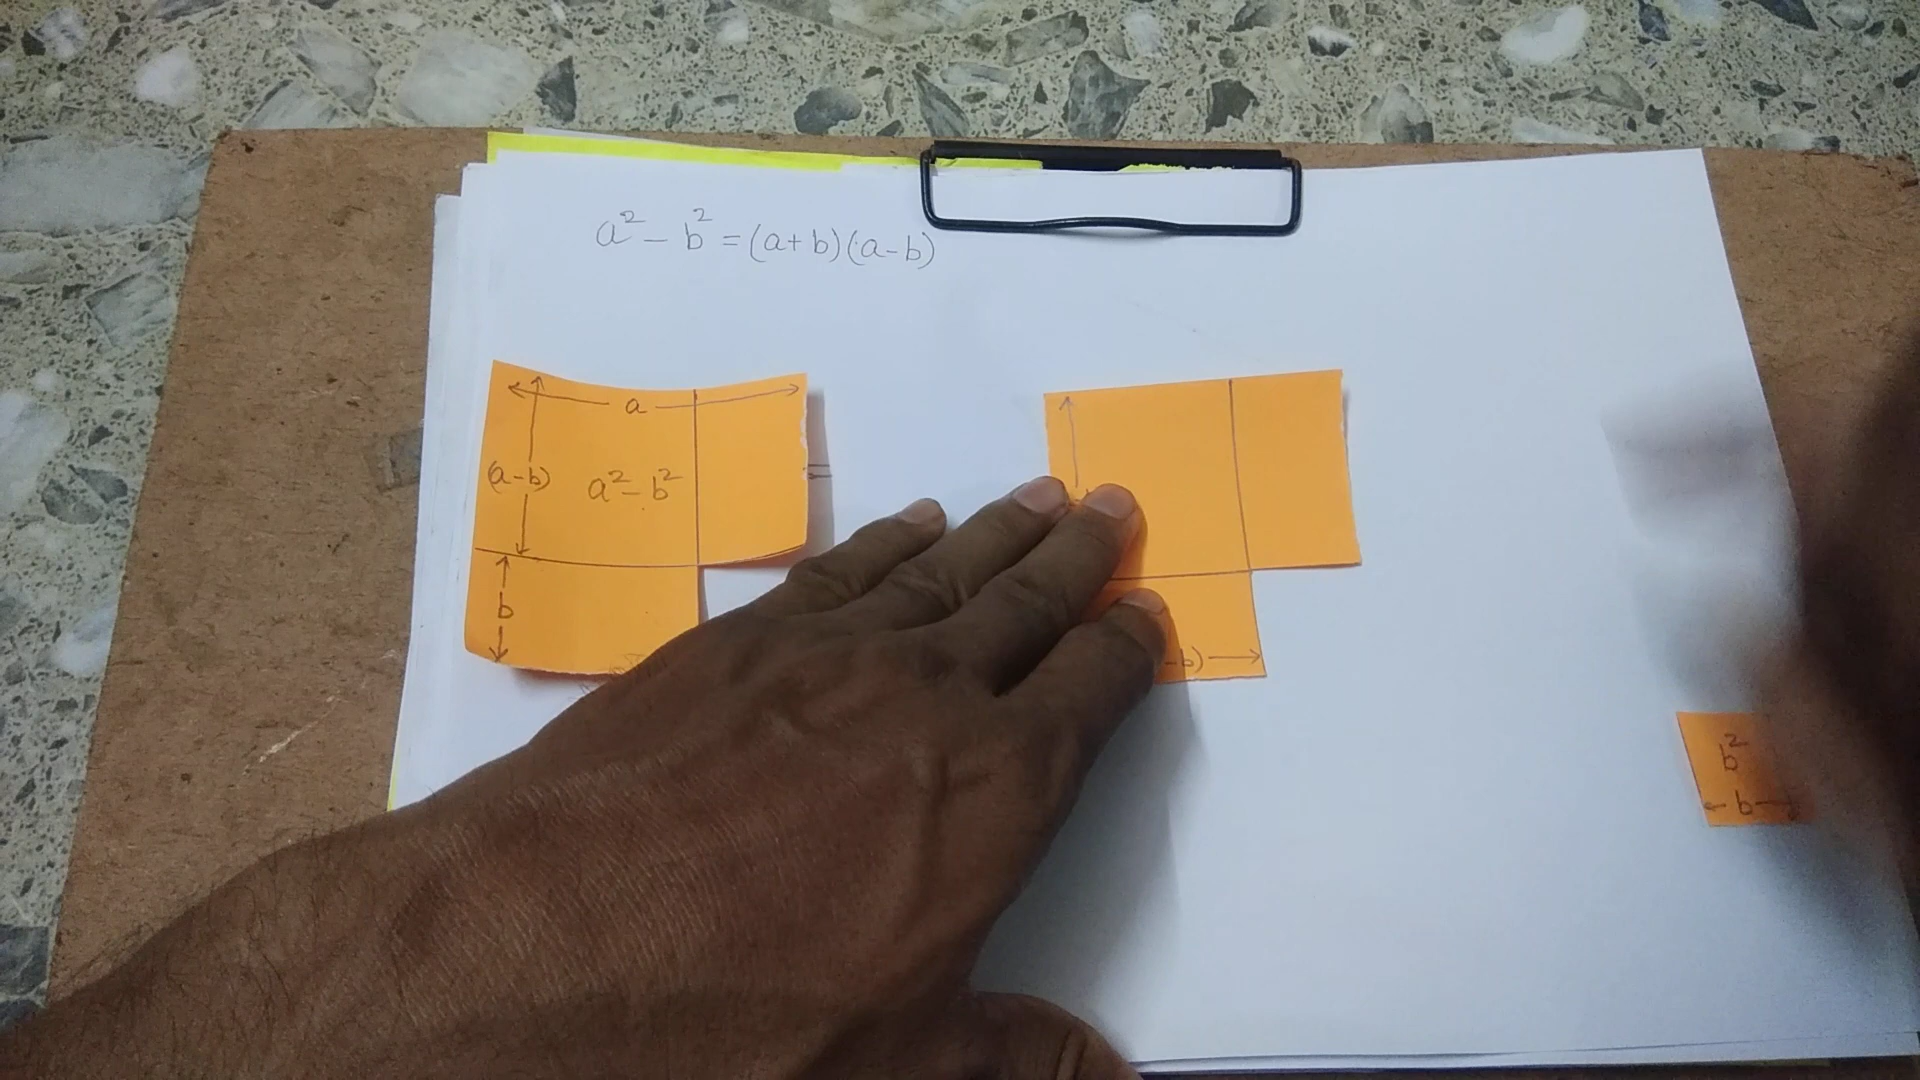 a² - b² = (a+b)(a-b)
a
(a-b)
a²-b²
=
b
-b)
b²
b